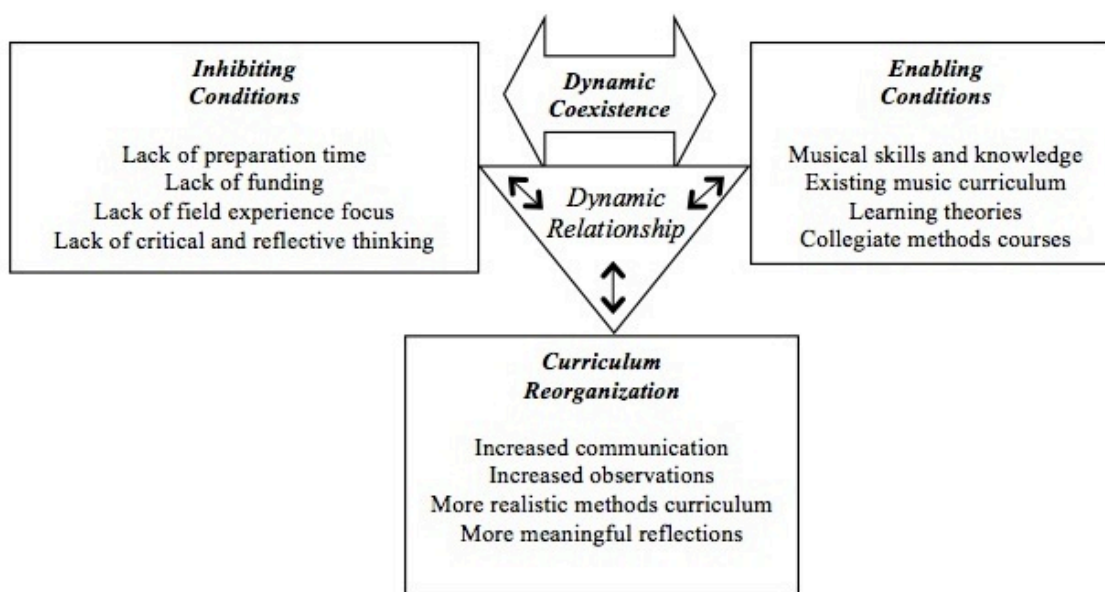 Inhibiting
Conditions
Lack of preparation time
Lack of funding
Lack of field experience focus
Lack of critical and reflective thinking
Dynamic
Coexistence
Enabling
Conditions
Musical skills and knowledge
Existing music curriculum
Learning theories
Collegiate methods courses
Dynamic
Relationship
Curriculum
Reorganization
Increased communication
Increased observations
More realistic methods curriculum
More meaningful reflections